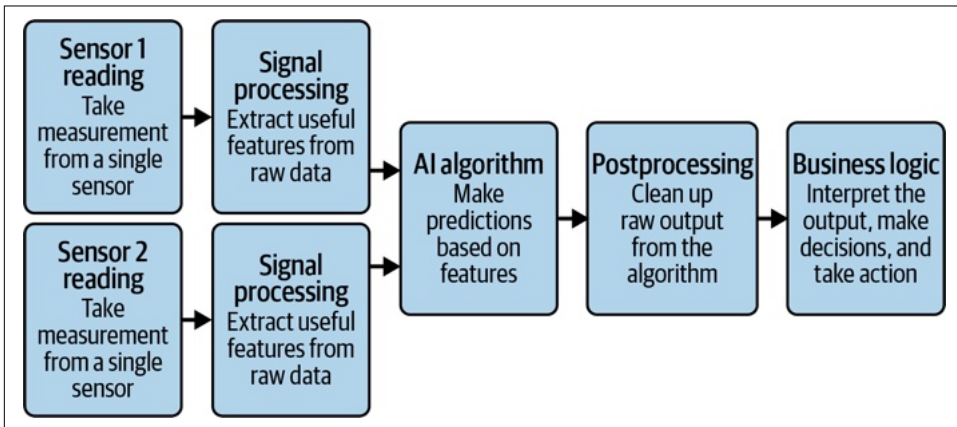 Sensor 1
reading
Take
measurement
from a single
sensor
Signal
processing
Extract useful
features from
raw data
Sensor 2
reading
Take
measurement
from a single
sensor
Signal
processing
Extract useful
features from
raw data
AI algorithm
Make
predictions
based on
features
Postprocessing
Clean up
raw output
from the
algorithm
Business logic
Interpret the
output, make
decisions, and
take action